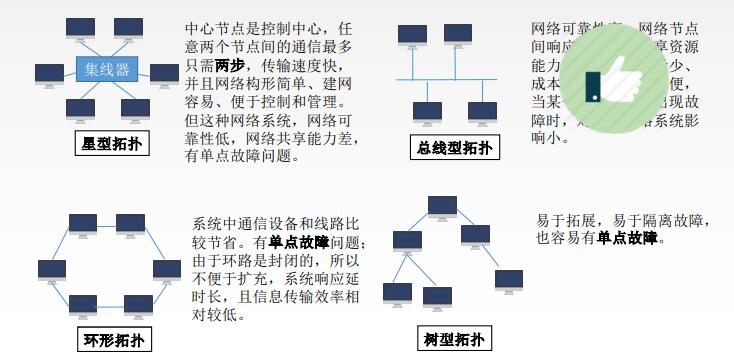 集线器
星型拓扑
中心节点是控制中心，任
意两个节点间的通信最多
只需两步，传输速度快，
并且网络构形简单、建网
容易、便于控制和管理。
但这种网络系统，网络可
靠性低，网络共享能力差，
有单点故障问题。
总线型拓扑
网络可靠性 网络节点
间响应 享资源
能力 少、
成本 便，
当某 出现故
障时， 络系统影
响小。
环形拓扑
系统中通信设备和线路比
较节省。有单点故障问题；
由于环路是封闭的，所以
不便于扩充，系统响应延
时长，且信息传输效率相
对较低。
树型拓扑
易于拓展，易于隔离故障，
也容易有单点故障。